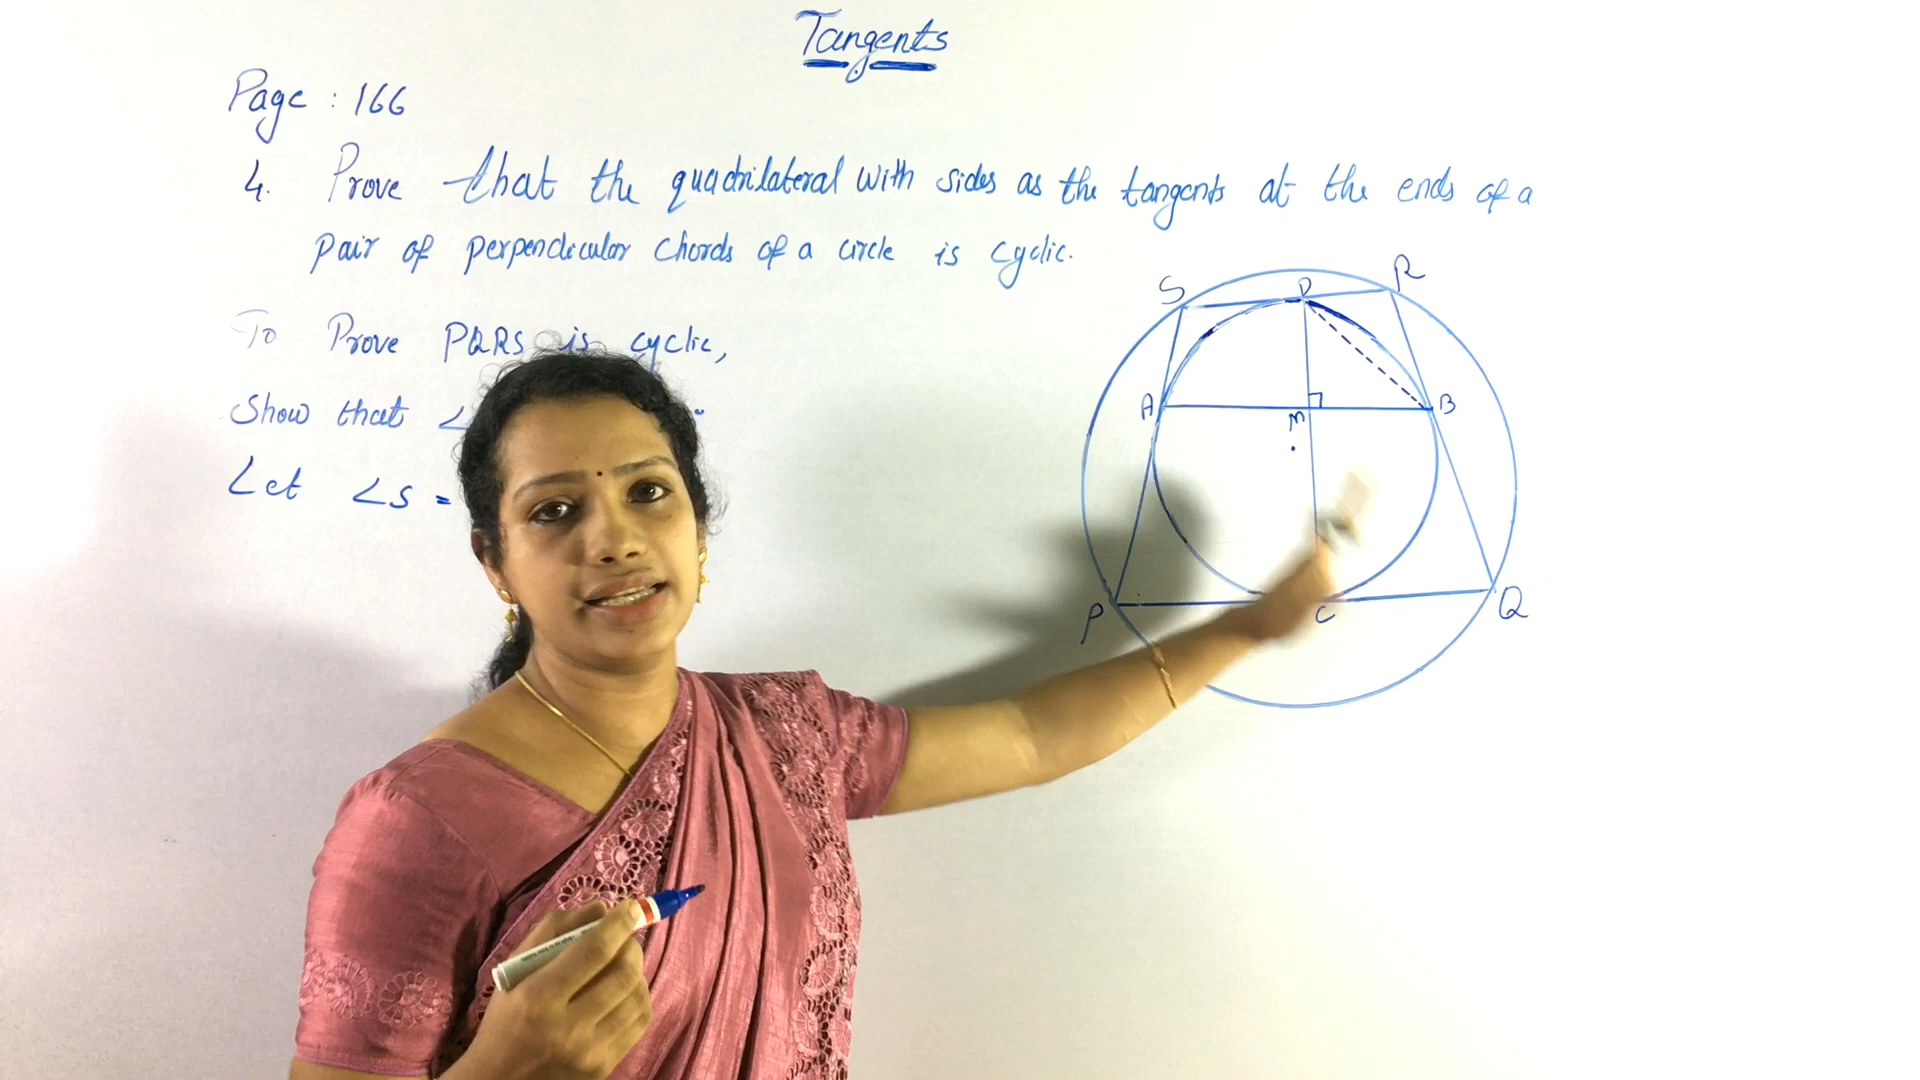 Tangents
Page : 166
4. Prove that the quadrilateral with sides as the tangents at the ends of a
pair of perpendicular chords of a circle is cyclic.
To Prove PQRS is cyclic,
Show that ∠
Let ∠S =
S
D
R
A
M
B
P
C
Q